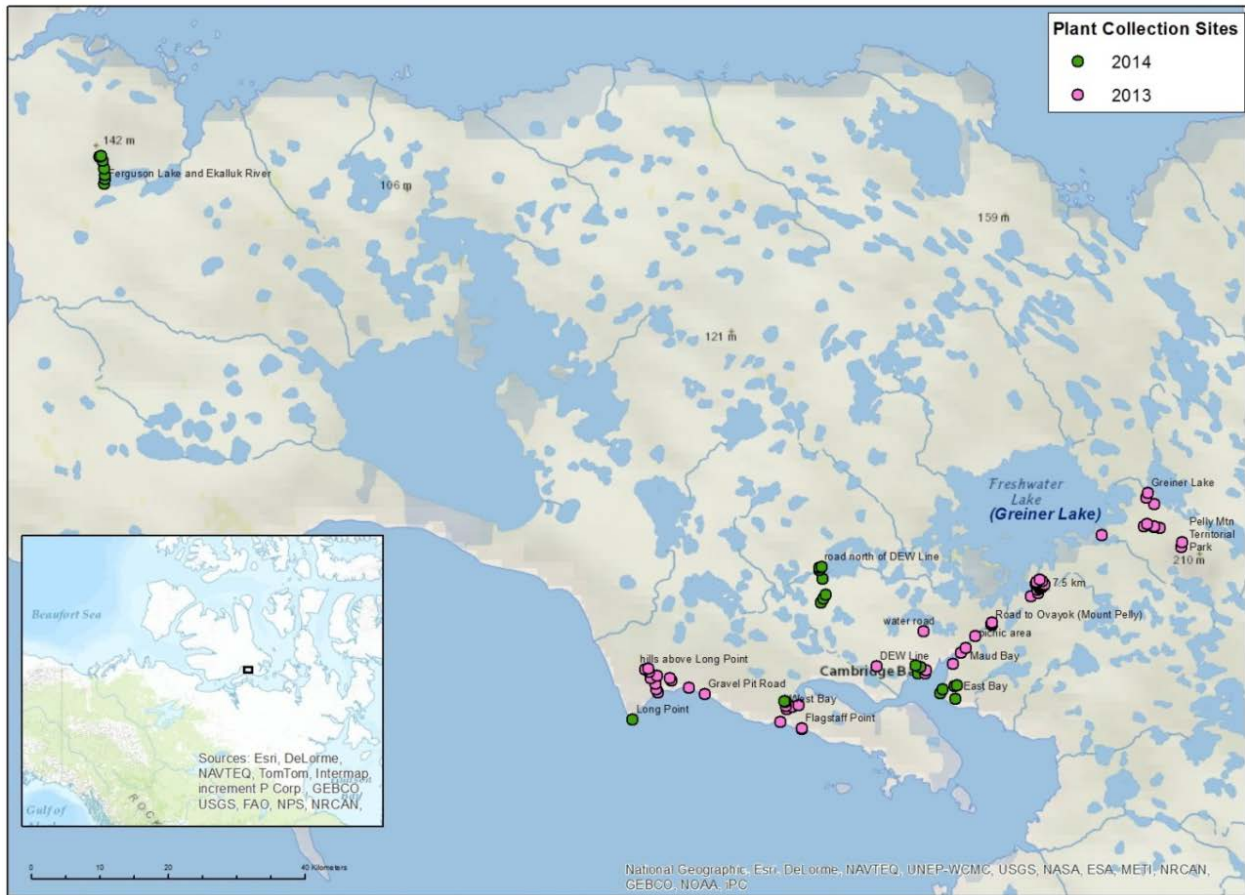 Plant Collection Sites
2014
2013
142 m
Ferguson Lake and Ekalluk River
106 m
159 m
121 m
Greiner Lake
Freshwater
Lake
(Greiner Lake)
Pelly Mtn
Terntorial
Park
210 m
road north of DEW Line
7.5 km
Road to Ovayok (Mount Pelly)
water road
picnic area
DEW Line
Maud Bay
Cambridge
East Bay
hills above Long Point
Gravel Pit Road
West Bay
Long Point
Flagstaff Point
Beaufort Sea
Sources: Esri, DeLorme,
NAVTEQ, TomTom, Intermap,
increment P Corp., GEBCO,
USGS, FAO, NPS, NRCAN,
Gulf of
ROCK
0 10 20 40 Kilometers
National Geographic, Esri, DeLorme, NAVTEQ, UNEP-WCMC, USGS, NASA, ESA, METI, NRCAN,
GEBCO, NOAA, iPC